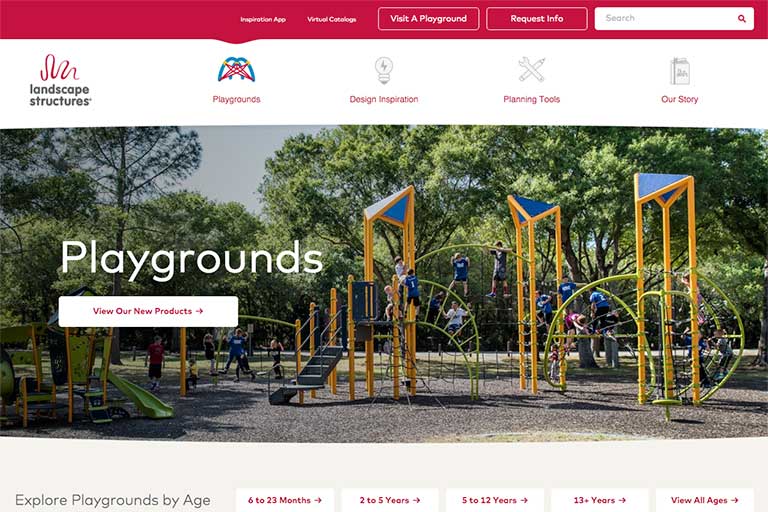 Inspiration App
Virtual Catalogs
Visit A Playground
Request Info
Search
landscape
structures®
Playgrounds
Design Inspiration
Planning Tools
Our Story
Playgrounds
View Our New Products →
Explore Playgrounds by Age
6 to 23 Months →
2 to 5 Years →
5 to 12 Years →
13+ Years →
View All Ages →